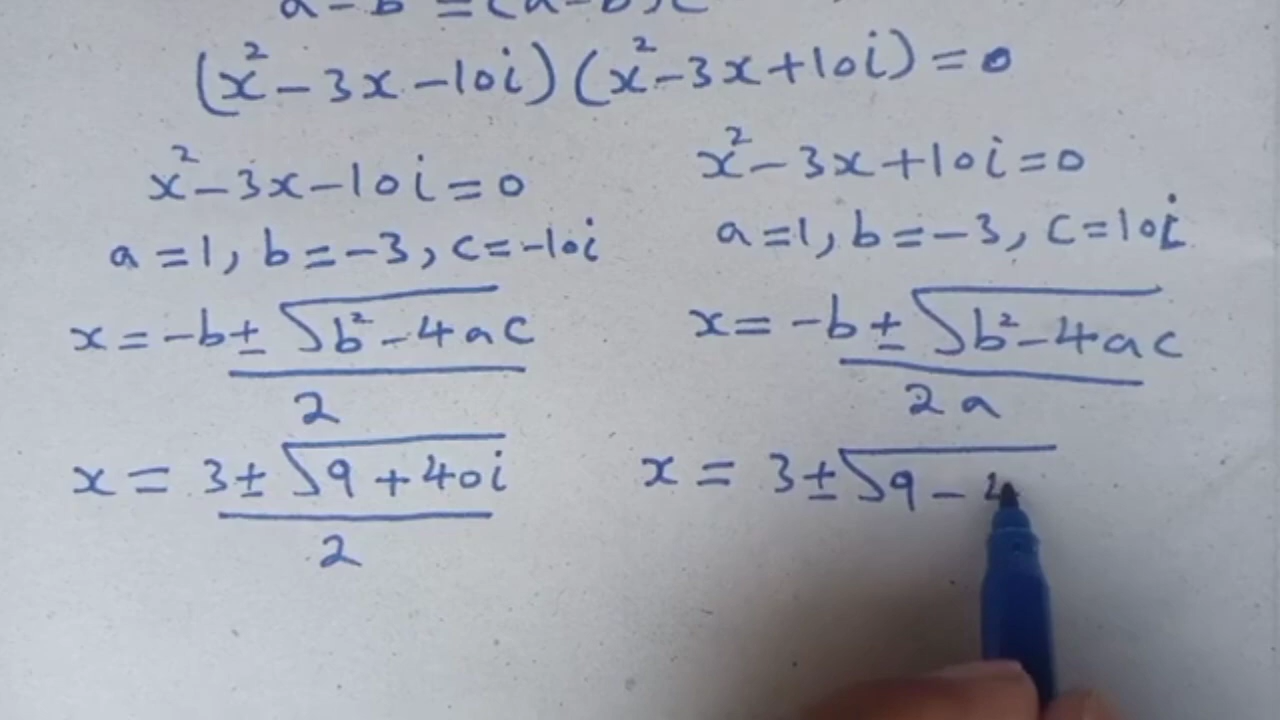 (x² - 3x - 10i) (x² - 3x + 10i) = 0
x² - 3x - 10i = 0
a = 1, b = -3, c = -10i
x = -b ± √b² - 4ac
2
x = 3 ± √9 + 40i
2
x² - 3x + 10i = 0
a = 1, b = -3, c = 10i
x = -b ± √b² - 4ac
2a
x = 3 ± √9 - 4